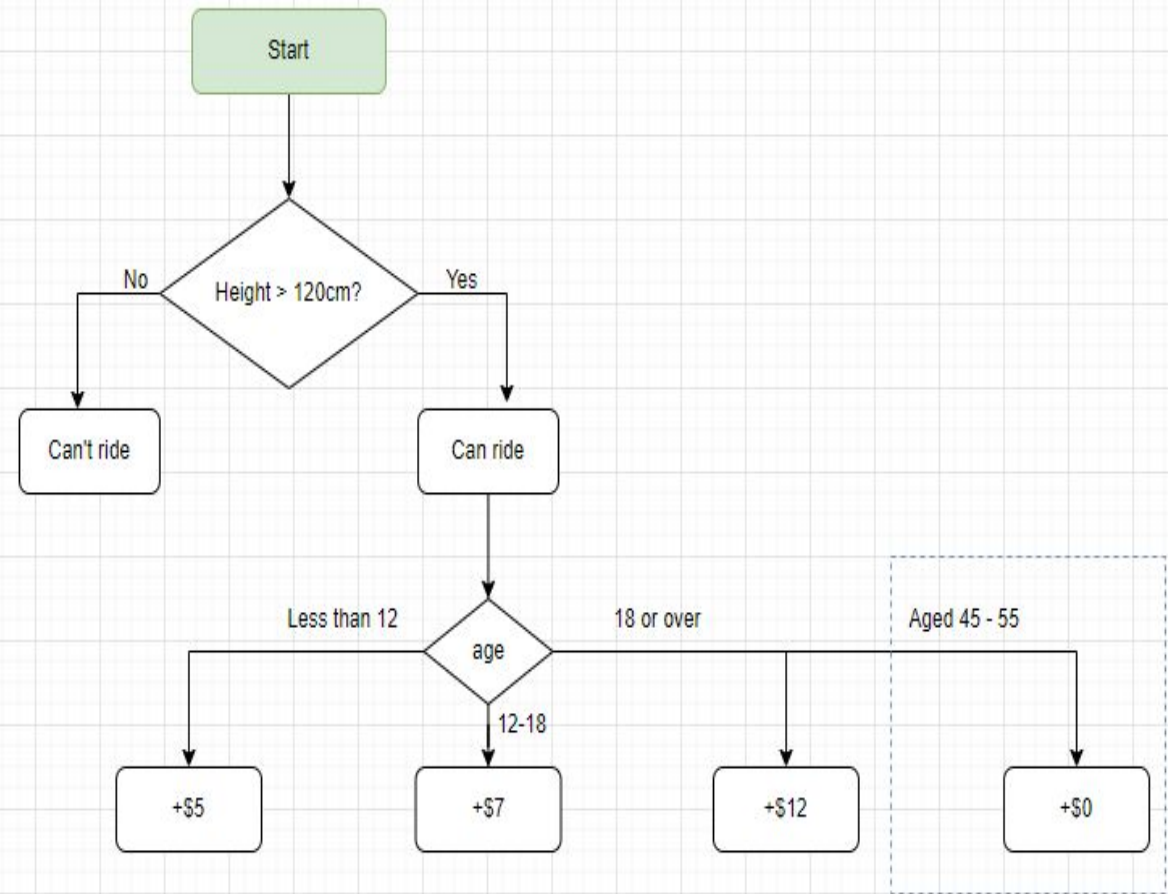 Start
No
Yes
Height > 120cm?
Can't ride
Can ride
Less than 12
18 or over
Aged 45 - 55
age
12-18
+$5
+$7
+$12
+$0